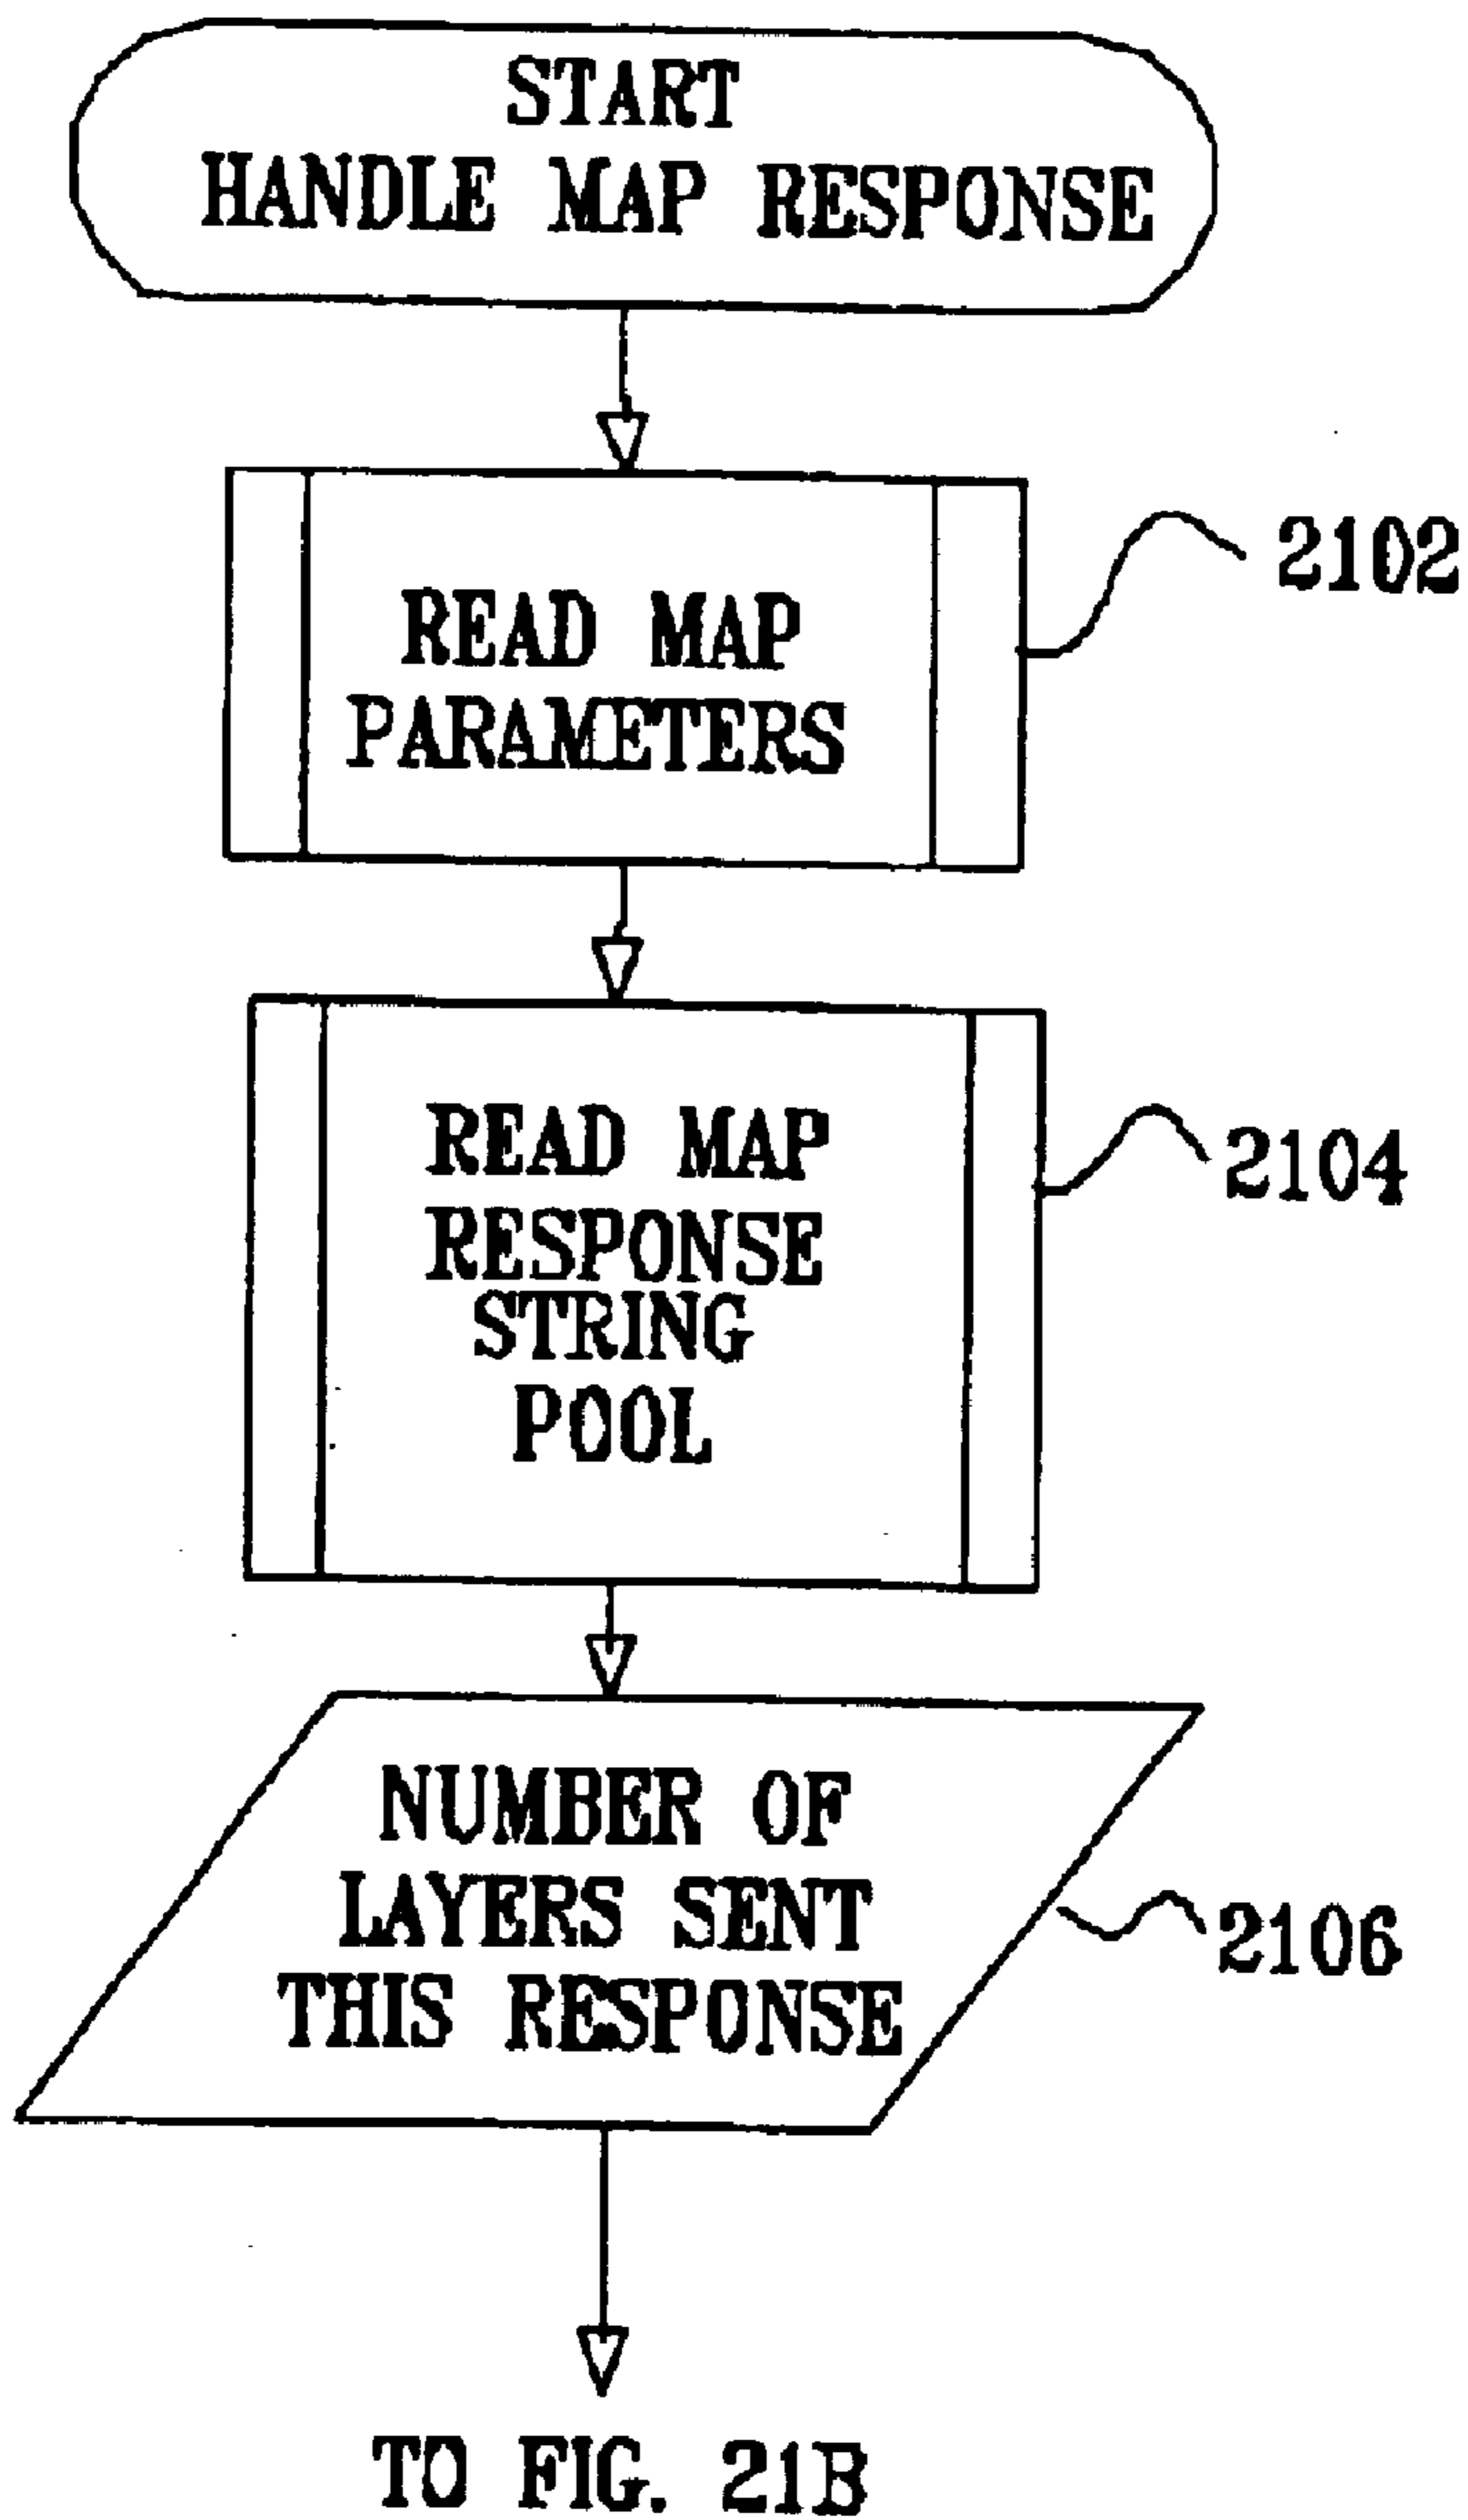 START
HANDLE MAP RESPONSE
READ MAP
PARAMETERS
2102
READ MAP
RESPONSE
STRING
POOL
2104
NUMBER OF
LAYERS SENT
THIS RESPONSE
2106
TO FIG. 21B